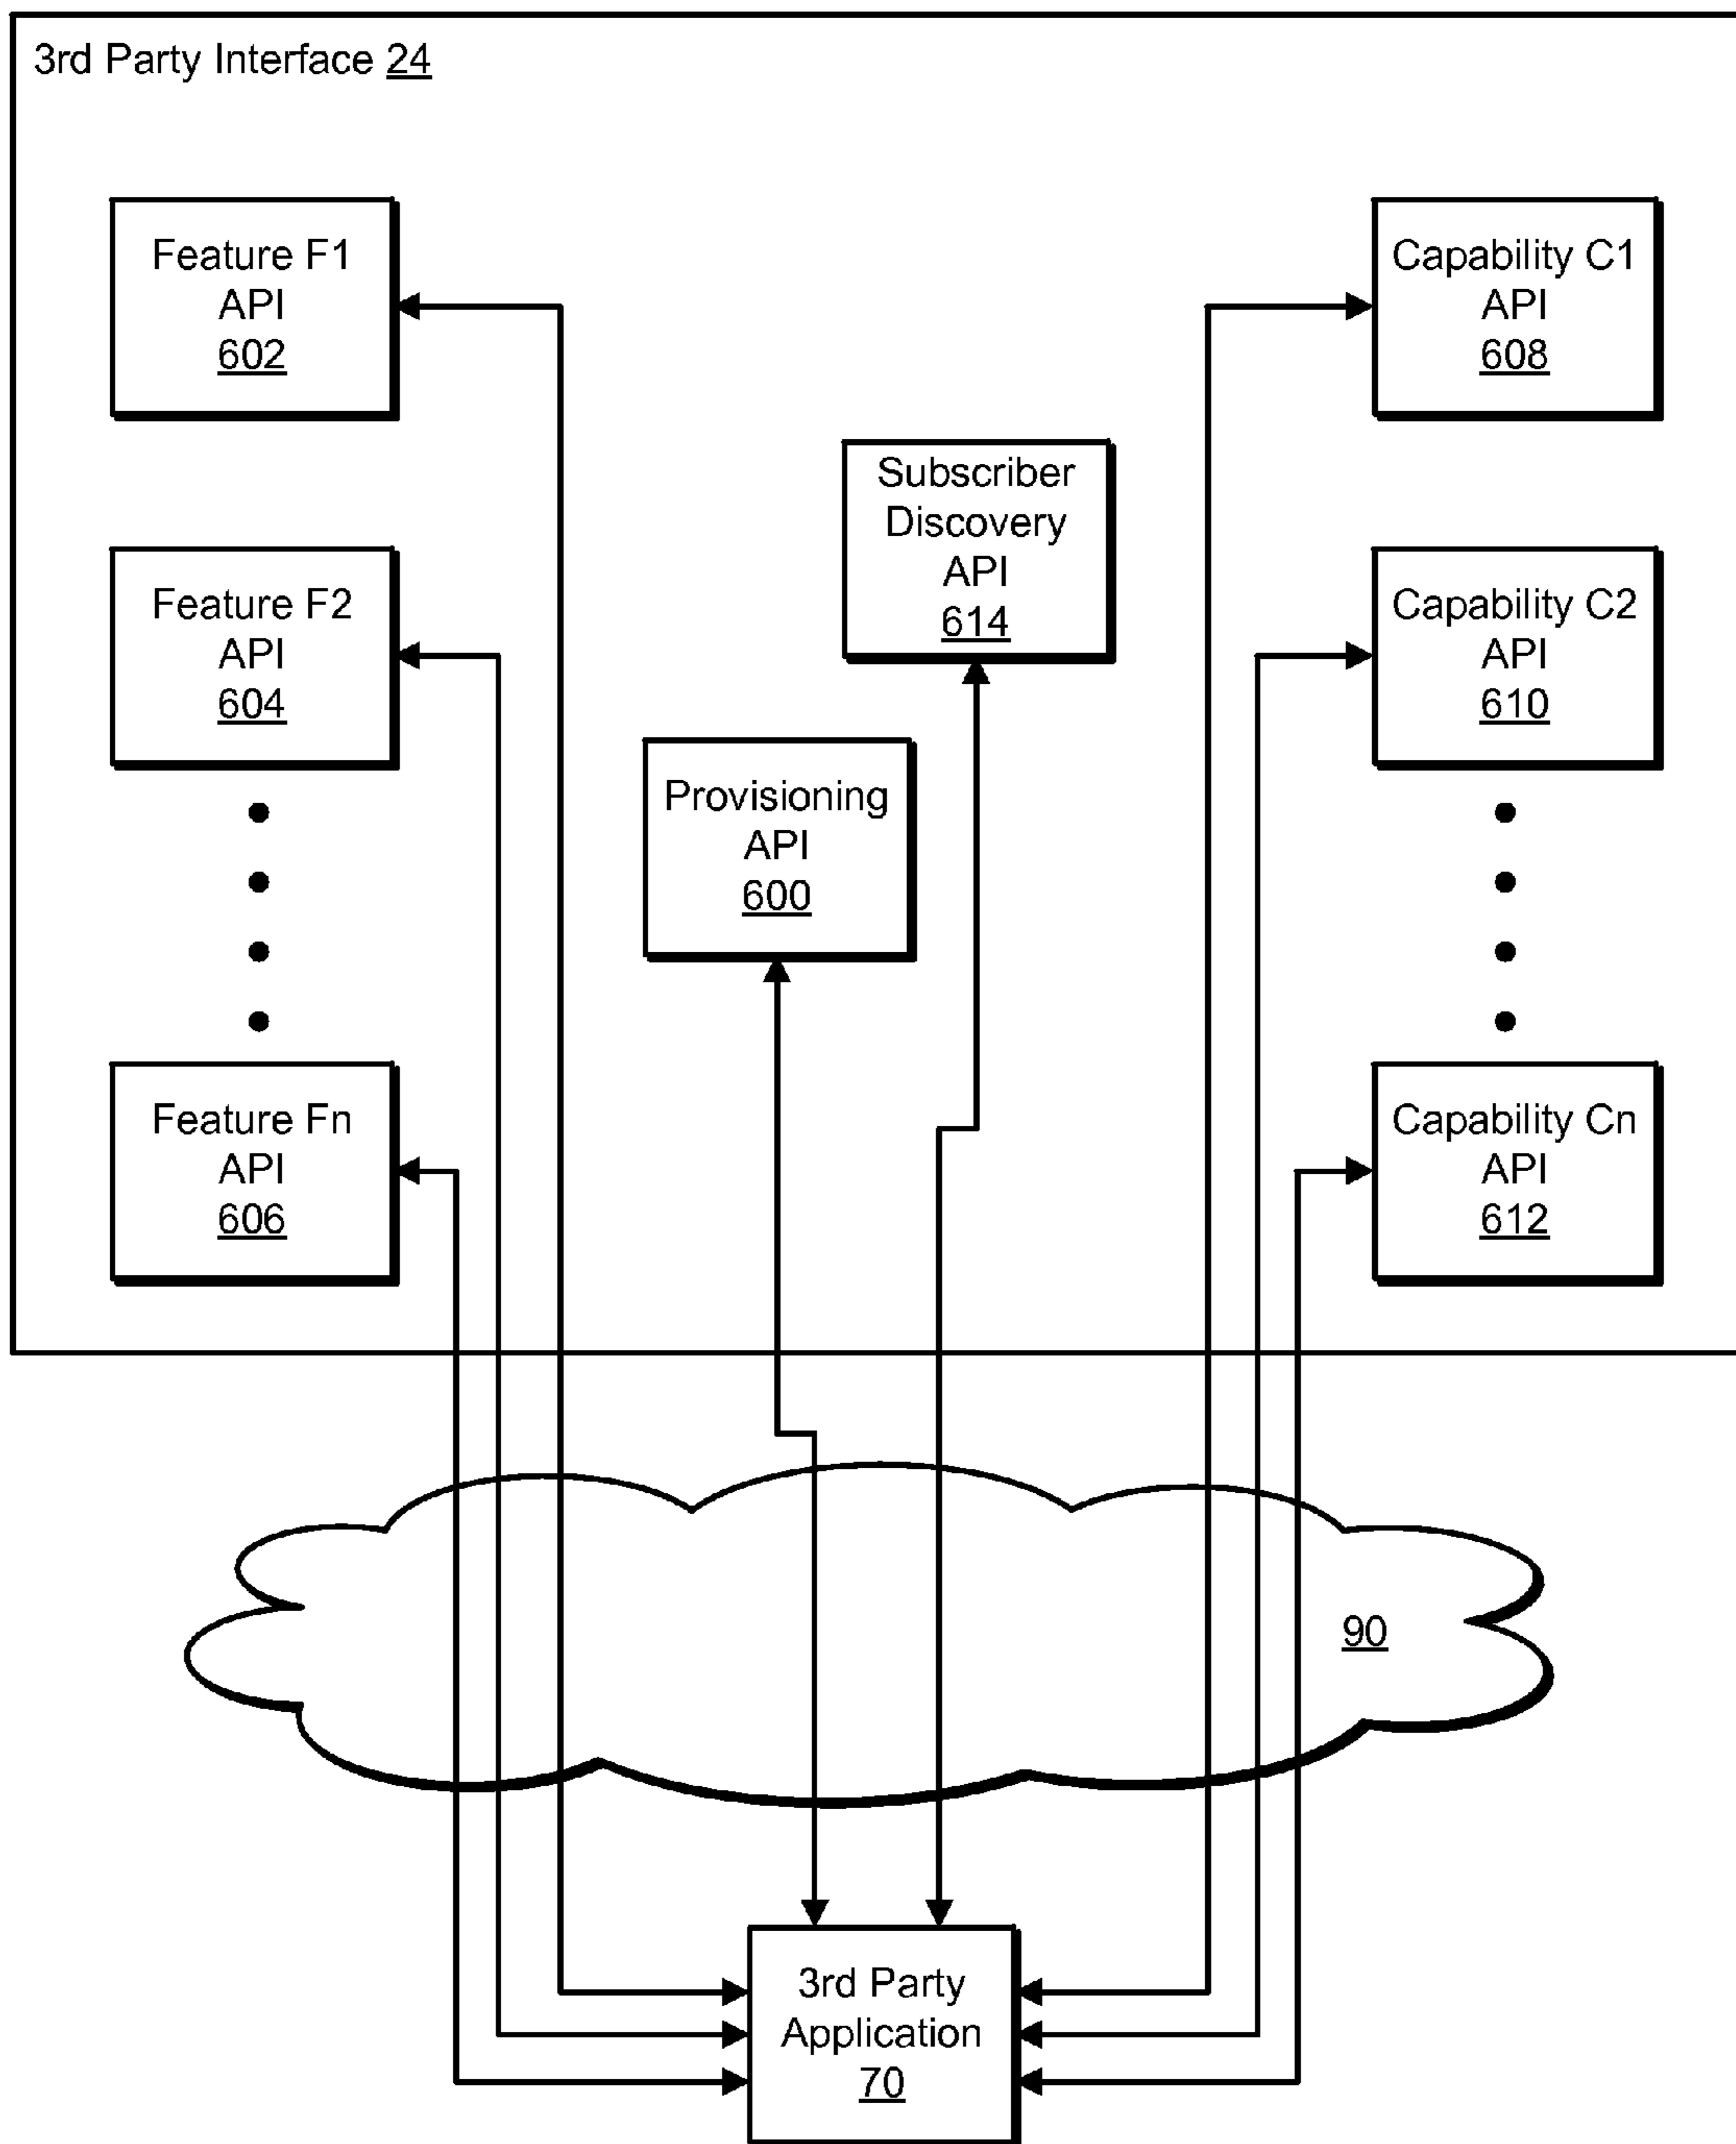 3rd Party Interface 24
Feature F1
API
602
Capability C1
API
608
Subscriber
Discovery
API
614
Feature F2
API
604
Capability C2
API
610
Provisioning
API
600
Feature Fn
API
606
Capability Cn
API
612
90
3rd Party
Application
70